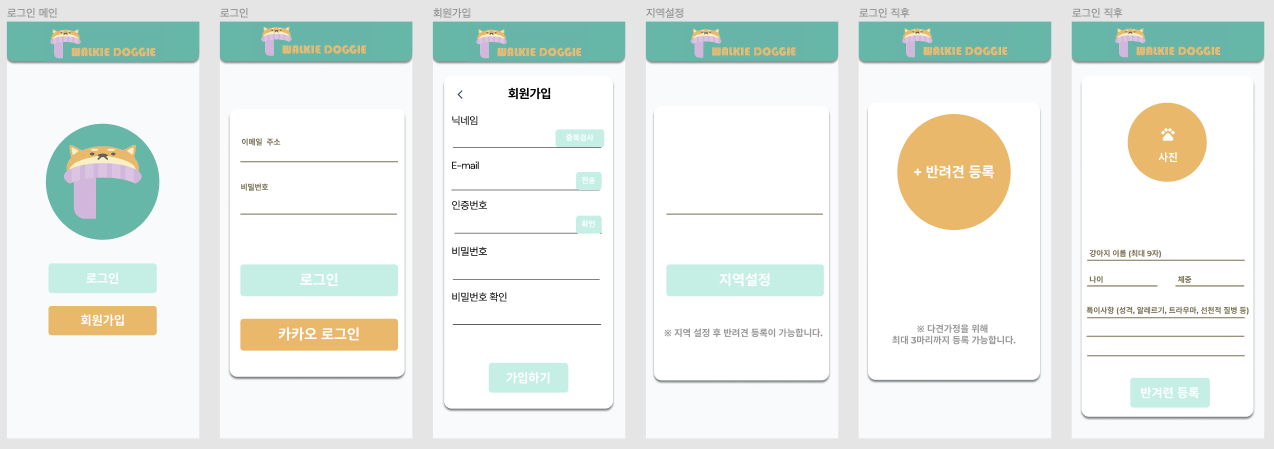 로그인 메인
WALKIE DOGGIE
로그인
회원가입
로그인
WALKIE DOGGIE
이메일 주소
비밀번호
로그인
카카오 로그인
회원가입
WALKIE DOGGIE
회원가입
닉네임
중복검사
E-mail
전송
인증번호
확인
비밀번호
비밀번호 확인
가입하기
지역설정
WALKIE DOGGIE
지역설정
※ 지역 설정 후 반려견 등록이 가능합니다.
로그인 직후
WALKIE DOGGIE
+ 반려견 등록
※ 다견가정을 위해
최대 3마리까지 등록 가능합니다.
로그인 직후
WALKIE DOGGIE
사진
강아지 이름 (최대 9자)
나이 체중
특이사항 (성격, 알레르기, 트라우마, 선천적 질병 등)
반겨련 등록